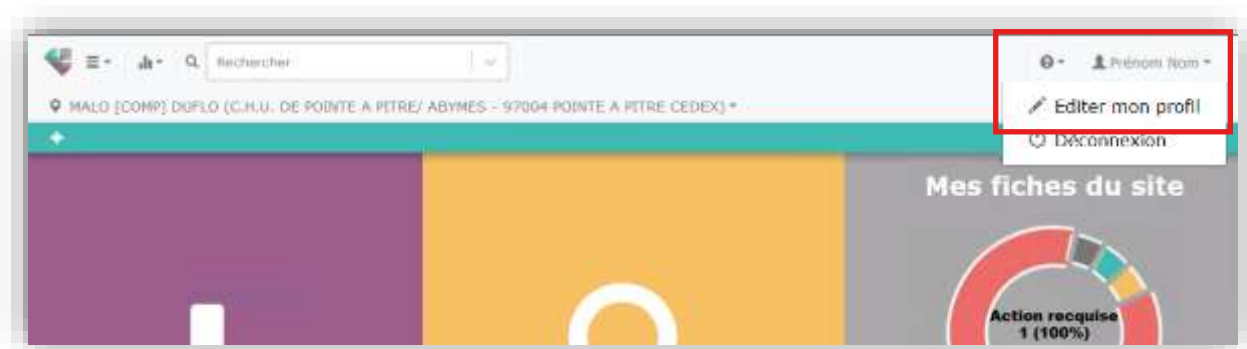 Rechercher
Prénom Nom
MALO [COMP] DUFLO (C.H.U. DE POINTE A PITRE/ ABYMES - 97004 POINTE A PITRE CEDEX)
Editer mon profil
Déconnexion
Mes fiches du site
Action recquise
1 (100%)